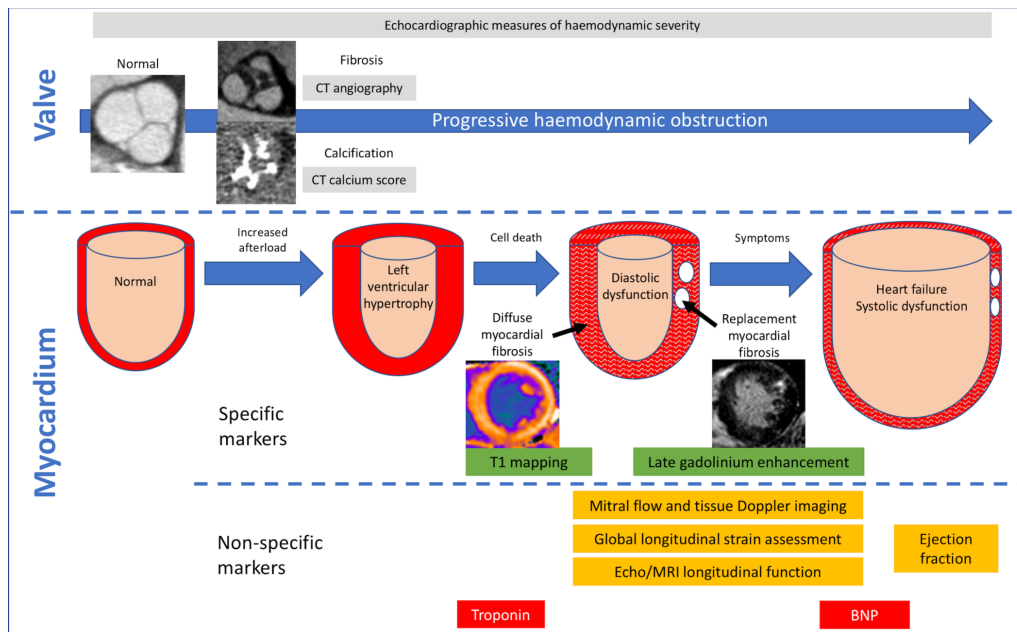 Echocardiographic measures of haemodynamic severity
Valve
Normal
Fibrosis
CT angiography
Progressive haemodynamic obstruction
Calcification
CT calcium score
Myocardium
Normal
Increased
afterload
Left
ventricular
hypertrophy
Cell death
Diastolic
dysfunction
Symptoms
Heart failure
Systolic dysfunction
Diffuse
myocardial
fibrosis
Replacement
myocardial
fibrosis
Specific
markers
T1 mapping
Late gadolinium enhancement
Non-specific
markers
Mitral flow and tissue Doppler imaging
Global longitudinal strain assessment
Echo/MRI longitudinal function
Ejection
fraction
Troponin
BNP